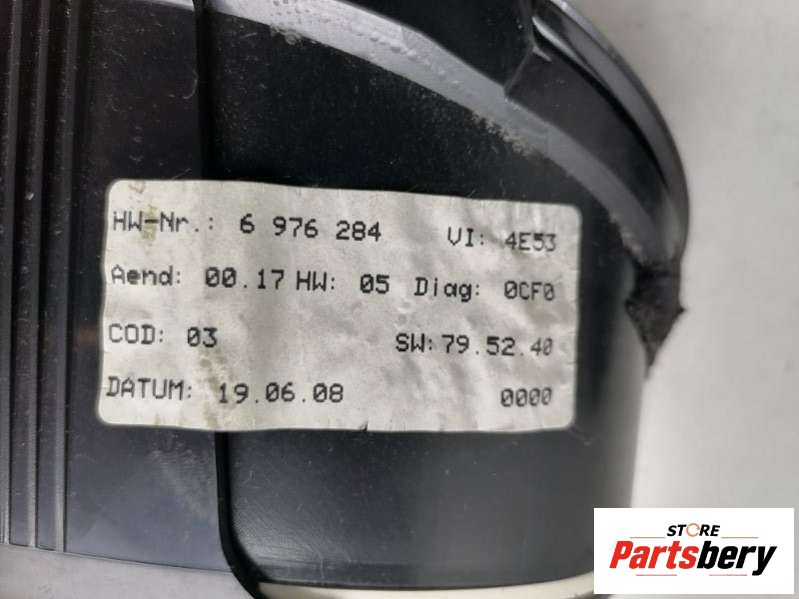 HW-Nr.: 6 976 284 VI: 4E53
Aend: 00.17 HW: 05 Diag: 0CF0
COD: 03 SW: 79.52.40
DATUM: 19.06.08 0000
STORE
Partsbery